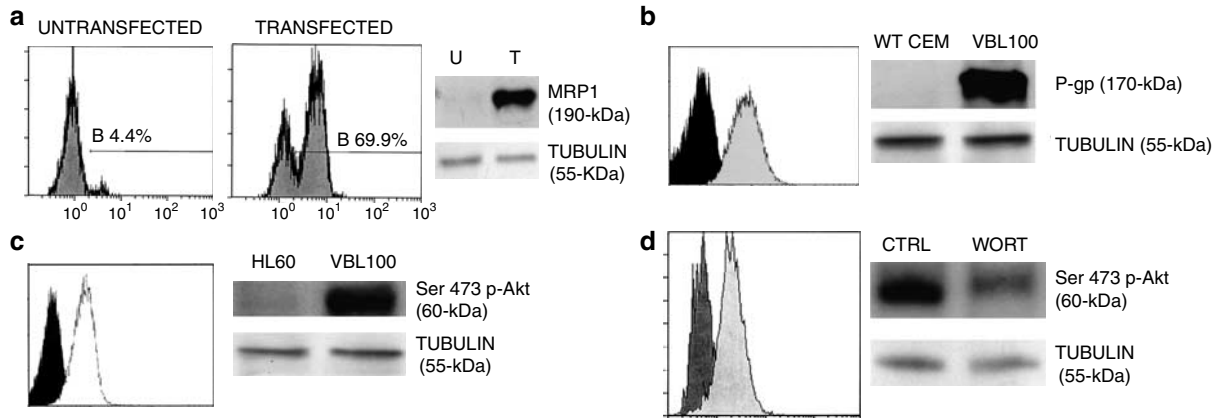 a
UNTRANSFECTED
TRANSFECTED
B 4.4%
10⁰ 10¹ 10² 10³
B 69.9%
10⁰ 10¹ 10² 10³
U T
MRP1
(190-kDa)
TUBULIN
(55-KDa)
b
WT CEM VBL100
P-gp (170-kDa)
TUBULIN (55-kDa)
c
HL60 VBL100
Ser 473 p-Akt
(60-kDa)
TUBULIN
(55-kDa)
d
CTRL WORT
Ser 473 p-Akt
(60-kDa)
TUBULIN
(55-kDa)